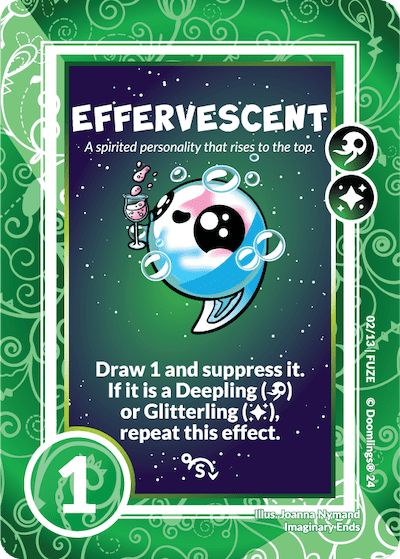 EFFERVESCENT
A spirited personality that rises to the top.
Draw 1 and suppress it.
If it is a Deepling ( )
or Glitterling ( ),
repeat this effect.
1
02/13 | FUZE © Doomlings® 24
Illus. Joanna Nymand
Imaginary Ends